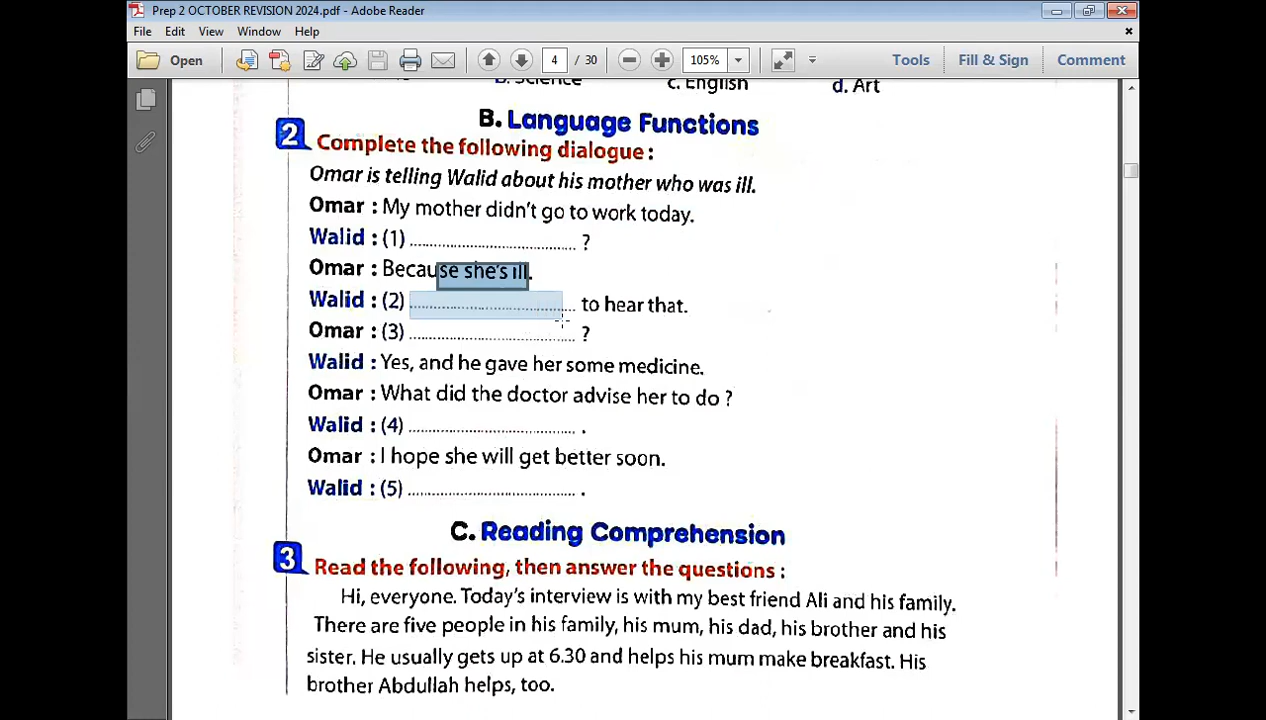 Prep 2 OCTOBER REVISION 2024.pdf - Adobe Reader
File Edit View Window Help
Open 4 / 30 105% Tools Fill & Sign Comment
b. Science c. English d. Art
B. Language Functions
2 Complete the following dialogue :
Omar is telling Walid about his mother who was ill.
Omar : My mother didn't go to work today.
Walid : (1) ........................................ ?
Omar : Because she's ill.
Walid : (2) ........................................ to hear that.
Omar : (3) ........................................ ?
Walid : Yes, and he gave her some medicine.
Omar : What did the doctor advise her to do ?
Walid : (4) ........................................ .
Omar : I hope she will get better soon.
Walid : (5) ........................................ .
C. Reading Comprehension
3 Read the following, then answer the questions :
Hi, everyone. Today's interview is with my best friend Ali and his family.
There are five people in his family, his mum, his dad, his brother and his
sister. He usually gets up at 6.30 and helps his mum make breakfast. His
brother Abdullah helps, too.